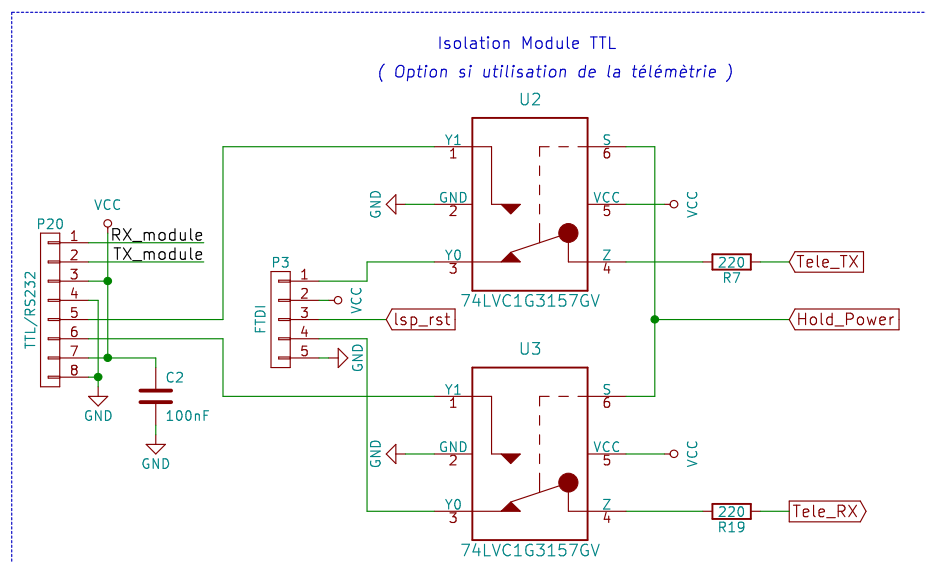 Isolation Module TTL
( Option si utilisation de la télémètrie )
U2
Y1
1
S
6
GND
GND
2
VCC
5
VCC
Y0
3
Z
4
74LVC1G3157GV
220
R7
Tele_TX
VCC
P20
TTL/RS232
1
RX_module
2
TX_module
3
4
5
6
7
8
GND
C2
100nF
GND
P3
FTDI
1
2
VCC
3
lsp_rst
4
5
GND
Hold_Power
U3
Y1
1
S
6
GND
GND
2
VCC
5
VCC
Y0
3
Z
4
74LVC1G3157GV
220
R19
Tele_RX